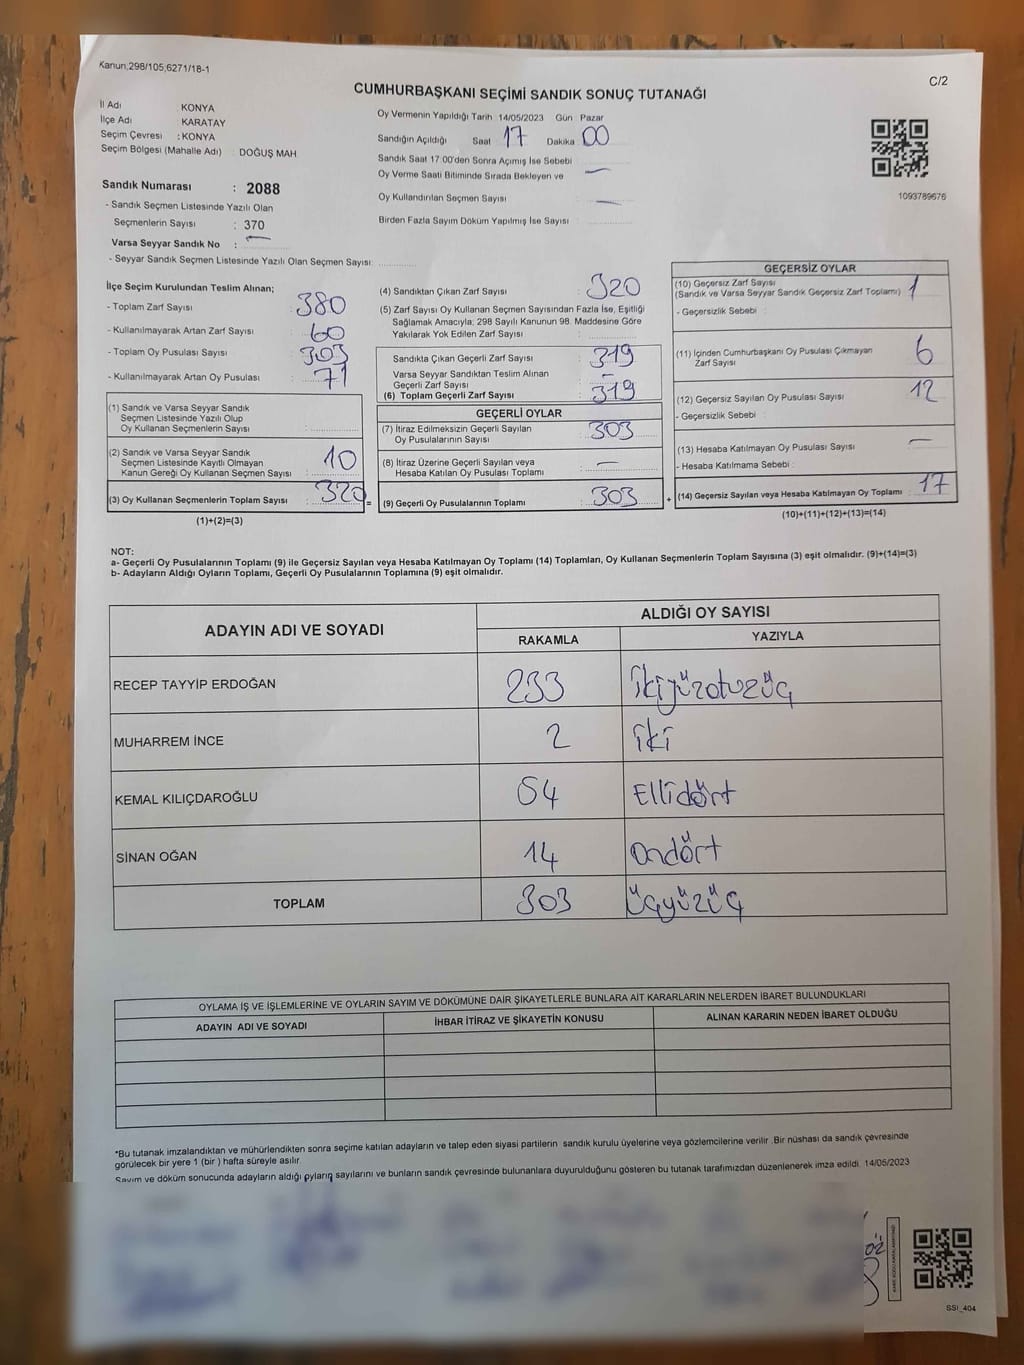 Kanun,298/105,6271/18-1
C/2
CUMHURBAŞKANI SEÇİMİ SANDIK SONUÇ TUTANAĞI
İl Adı KONYA
İlçe Adı : KARATAY
Seçim Çevresi : KONYA
Seçim Bölgesi (Mahalle Adı) : DOĞUŞ MAH
Sandık Numarası : 2088
- Sandık Seçmen Listesinde Yazılı Olan
Seçmenlerin Sayısı : 370
Varsa Seyyar Sandık No : —
- Seyyar Sandık Seçmen Listesinde Yazılı Olan Seçmen Sayısı:
Oy Vermenin Yapıldığı Tarih 14/05/2023 Gün : Pazar
Sandığın Açıldığı Saat 17 Dakika 00
Sandık Saat 17:00'den Sonra Açımış İse Sebebi
Oy Verme Saati Bitiminde Sırada Bekleyen ve —
Oy Kullandırılan Seçmen Sayısı —
Birden Fazla Sayım Döküm Yapılmış İse Sayısı
1093789676
İlçe Seçim Kurulundan Teslim Alınan;
- Toplam Zarf Sayısı : 380
- Kullanılmayarak Artan Zarf Sayısı : 60
- Toplam Oy Pusulası Sayısı : 303
- Kullanılmayarak Artan Oy Pusulası : 71
(1) Sandık ve Varsa Seyyar Sandık
Seçmen Listesinde Yazılı Olup
Oy Kullanan Seçmenlerin Sayısı :
(2) Sandık ve Varsa Seyyar Sandık
Seçmen Listesinde Kayıtlı Olmayan
Kanun Gereği Oy Kullanan Seçmen Sayısı : 10
(3) Oy Kullanan Seçmenlerin Toplam Sayısı : 320
(1)+(2)=(3)
(4) Sandıktan Çıkan Zarf Sayısı : 320
(5) Zarf Sayısı Oy Kullanan Seçmen Sayısından Fazla İse, Eşitliği
Sağlamak Amacıyla; 298 Sayılı Kanunun 98. Maddesine Göre
Yakılarak Yok Edilen Zarf Sayısı :
Sandıkta Çıkan Geçerli Zarf Sayısı : 319
Varsa Seyyar Sandıktan Teslim Alınan
Geçerli Zarf Sayısı : —
(6) Toplam Geçerli Zarf Sayısı : 319
GEÇERLİ OYLAR
(7) İtiraz Edilmeksizin Geçerli Sayılan
Oy Pusulalarının Sayısı : 303
(8) İtiraz Üzerine Geçerli Sayılan veya
Hesaba Katılan Oy Pusulası Toplamı : —
= (9) Geçerli Oy Pusulalarının Toplamı : 303
GEÇERSİZ OYLAR
(10) Geçersiz Zarf Sayısı
(Sandık ve Varsa Seyyar Sandık Geçersiz Zarf Toplamı) : 1
- Geçersizlik Sebebi :
(11) İçinden Cumhurbaşkanı Oy Pusulası Çıkmayan
Zarf Sayısı : 6
(12) Geçersiz Sayılan Oy Pusulası Sayısı : 12
- Geçersizlik Sebebi :
(13) Hesaba Katılmayan Oy Pusulası Sayısı : —
- Hesaba Katılmama Sebebi :
+ (14) Geçersiz Sayılan veya Hesaba Katılmayan Oy Toplamı : 17
(10)+(11)+(12)+(13)=(14)
NOT:
a- Geçerli Oy Pusulalarının Toplamı (9) ile Geçersiz Sayılan veya Hesaba Katılmayan Oy Toplamı (14) Toplamları, Oy Kullanan Seçmenlerin Toplam Sayısına (3) eşit olmalıdır. (9)+(14)=(3)
b- Adayların Aldığı Oyların Toplamı, Geçerli Oy Pusulalarının Toplamına (9) eşit olmalıdır.
ADAYIN ADI VE SOYADI ALDIĞI OY SAYISI
RAKAMLA YAZIYLA
RECEP TAYYİP ERDOĞAN 233 İkiyüzotuzüç
MUHARREM İNCE 2 İki
KEMAL KILIÇDAROĞLU 54 Ellidört
SİNAN OĞAN 14 Ondört
TOPLAM 303 Üçyüzüç
OYLAMA İŞ VE İŞLEMLERİNE VE OYLARIN SAYIM VE DÖKÜMÜNE DAİR ŞİKAYETLERLE BUNLARA AİT KARARLARIN NELERDEN İBARET BULUNDUKLARI
ADAYIN ADI VE SOYADI İHBAR İTİRAZ VE ŞİKAYETİN KONUSU ALINAN KARARIN NEDEN İBARET OLDUĞU
*Bu tutanak imzalandıktan ve mühürlendikten sonra seçime katılan adayların ve talep eden siyasi partilerin sandık kurulu üyelerine veya gözlemcilerine verilir .Bir nüshası da sandık çevresinde
görülecek bir yere 1 (bir ) hafta süreyle asılır.
Sayım ve döküm sonucunda adayların aldığı oyların sayılarını ve bunların sandık çevresinde bulunanlara duyurulduğunu gösteren bu tutanak tarafımızdan düzenlenerek imza edildi. 14/05/2023
SSI_404